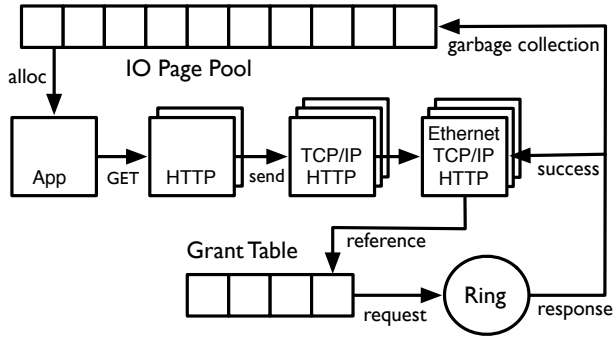 garbage collection
IO Page Pool
alloc
App
GET
HTTP
send
TCP/IP
HTTP
Ethernet
TCP/IP
HTTP
success
reference
Grant Table
request
Ring
response